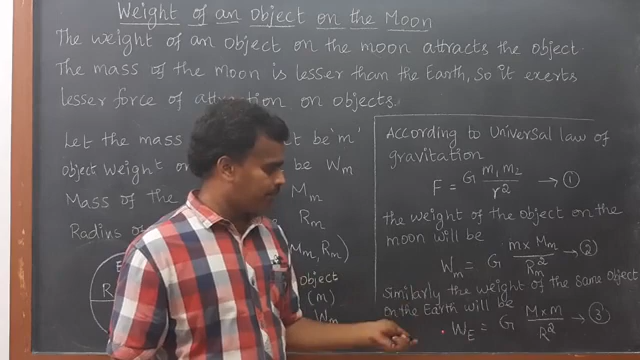 Weight of an Object on the Moon
The weight of an object on the moon attracts the object.
The mass of the moon is lesser than the Earth, so it exerts
lesser force of attraction on objects.
Let the mass be 'm'
Object Weight be Wm
Mass of the Mm
Radius Rm
Mm, Rm)
Object
(m)
Wm
According to Universal law of
gravitation
F = G m1 m2 / r² → ①
the weight of the object on the
moon will be
Wm = G m × Mm / R²m → ②
Similarly the weight of the same object
on the Earth will be
WE = G M × m / R² → ③